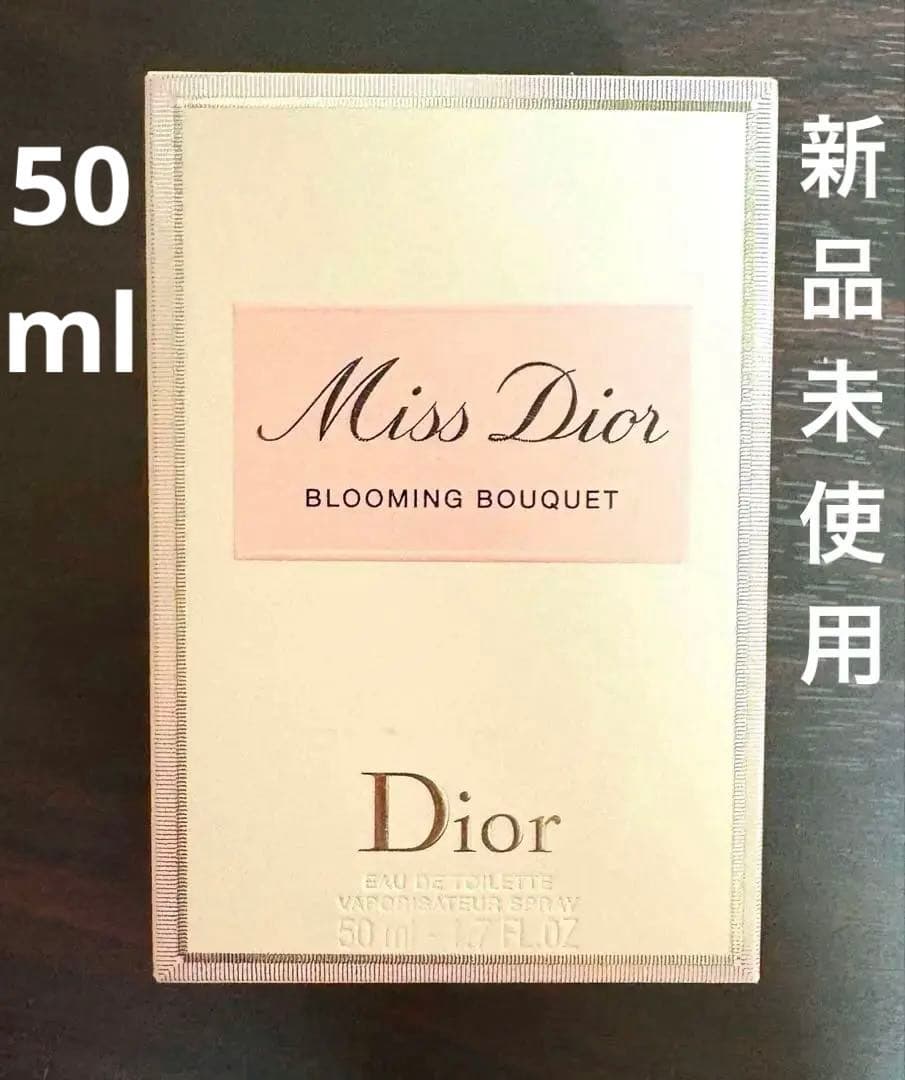 50
ml
新品未使用
Miss Dior
BLOOMING BOUQUET
Dior
EAU DE TOILETTE
VAPORISATEUR SPRAY
50 ml - 1.7 FL.OZ